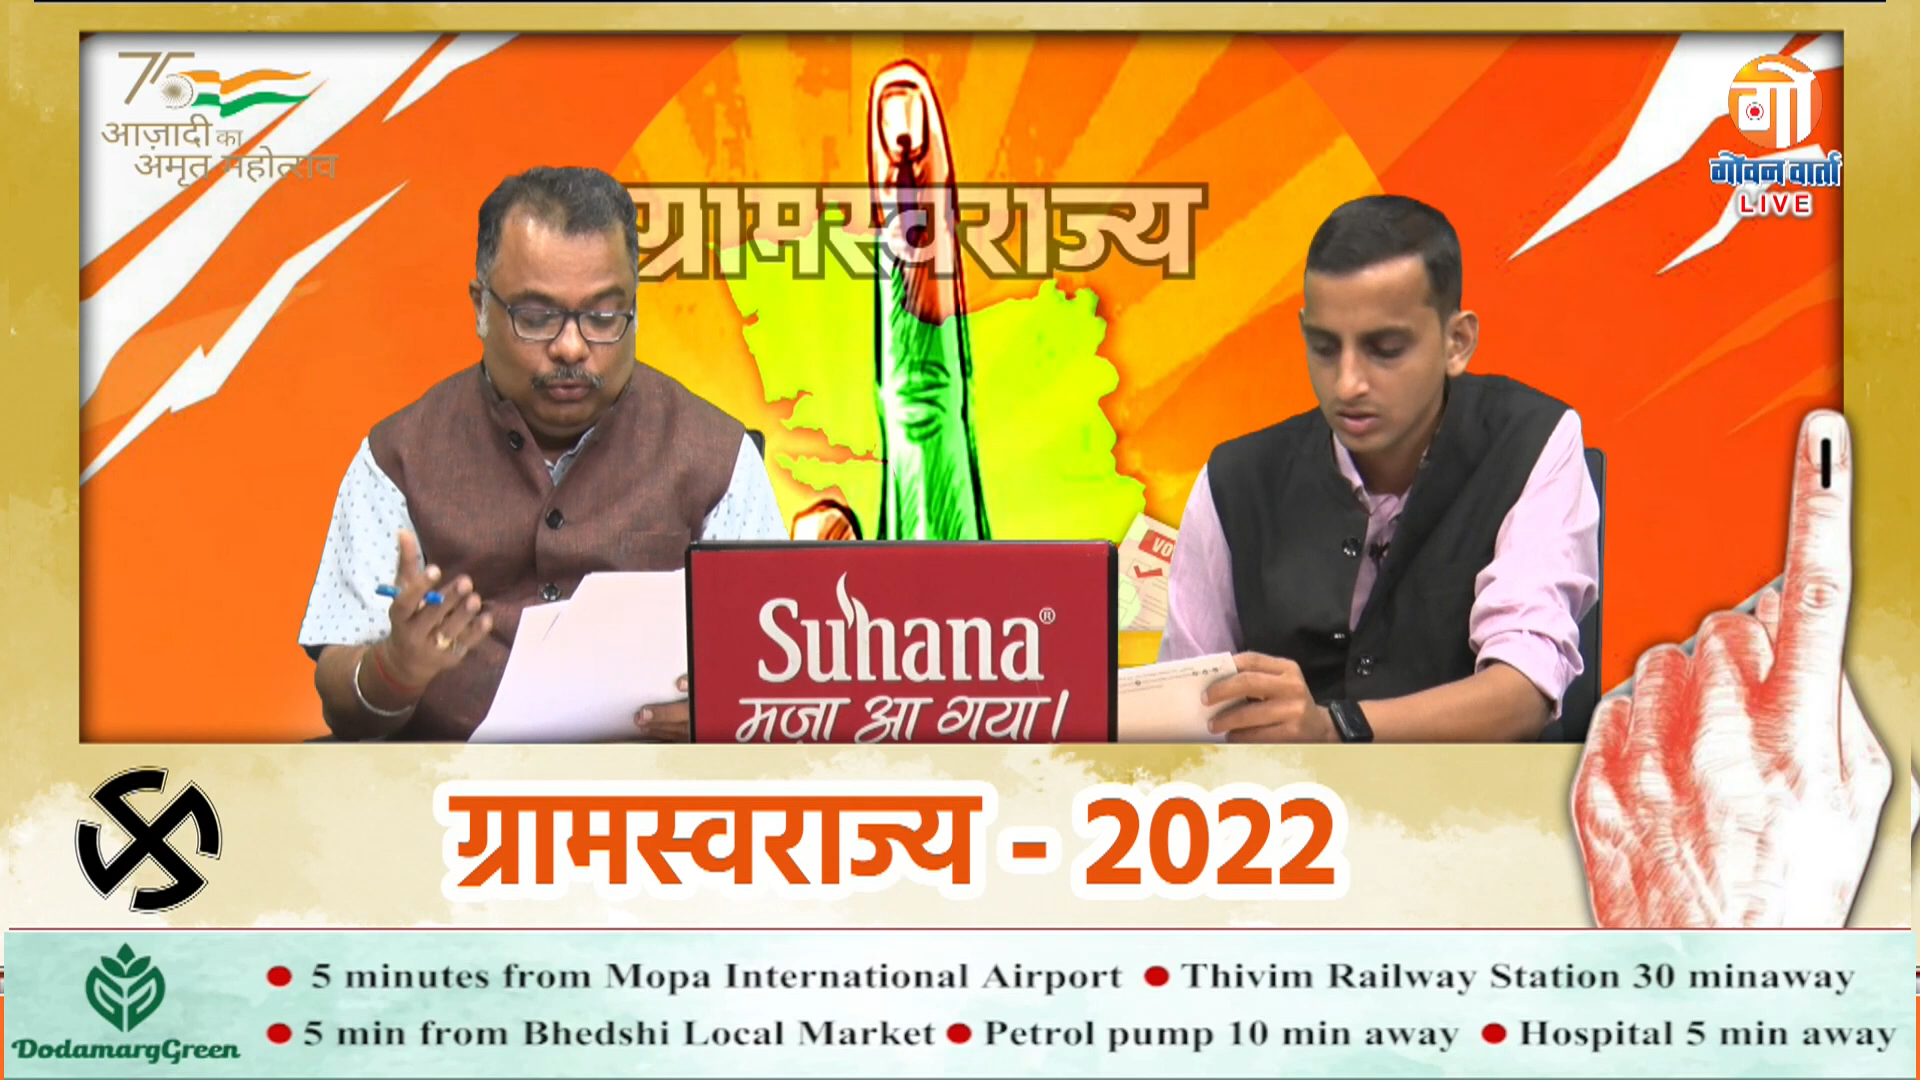 75
आज़ादी का
अमृत महोत्सव
गो
गोंवन वार्ता
LIVE
ग्रामस्वराज्य
VO
Suhana®
मज़ा आ गया!
ग्रामस्वराज्य - 2022
5 minutes from Mopa International Airport
Thivim Railway Station 30 minaway
5 min from Bhedshi Local Market
Petrol pump 10 min away
Hospital 5 min away
DodamargGreen